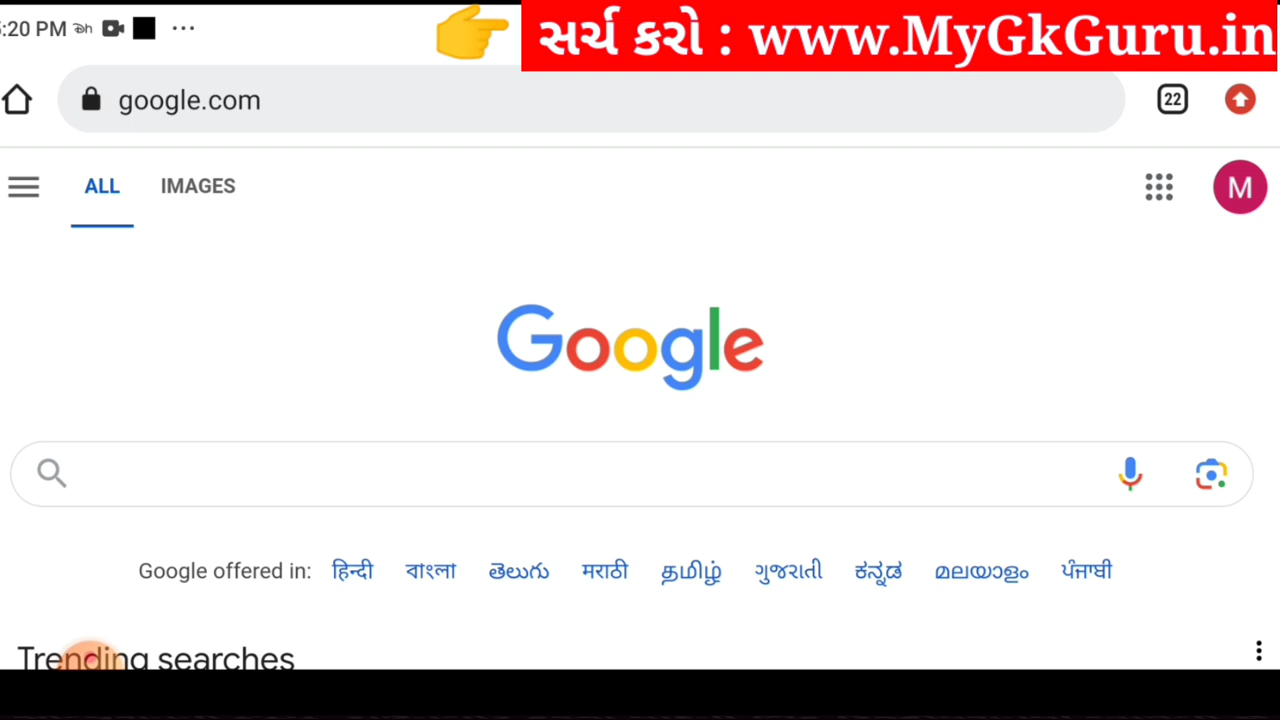 :20 PM
સર્ચ કરો : www.MyGkGuru.in
google.com
22
ALL IMAGES
M
Google
Google offered in: हिन्दी বাংলা తెలుగు मराठी தமிழ் ગુજરાતી ಕನ್ನಡ മലയാളം ਪੰਜਾਬੀ
Trending searches